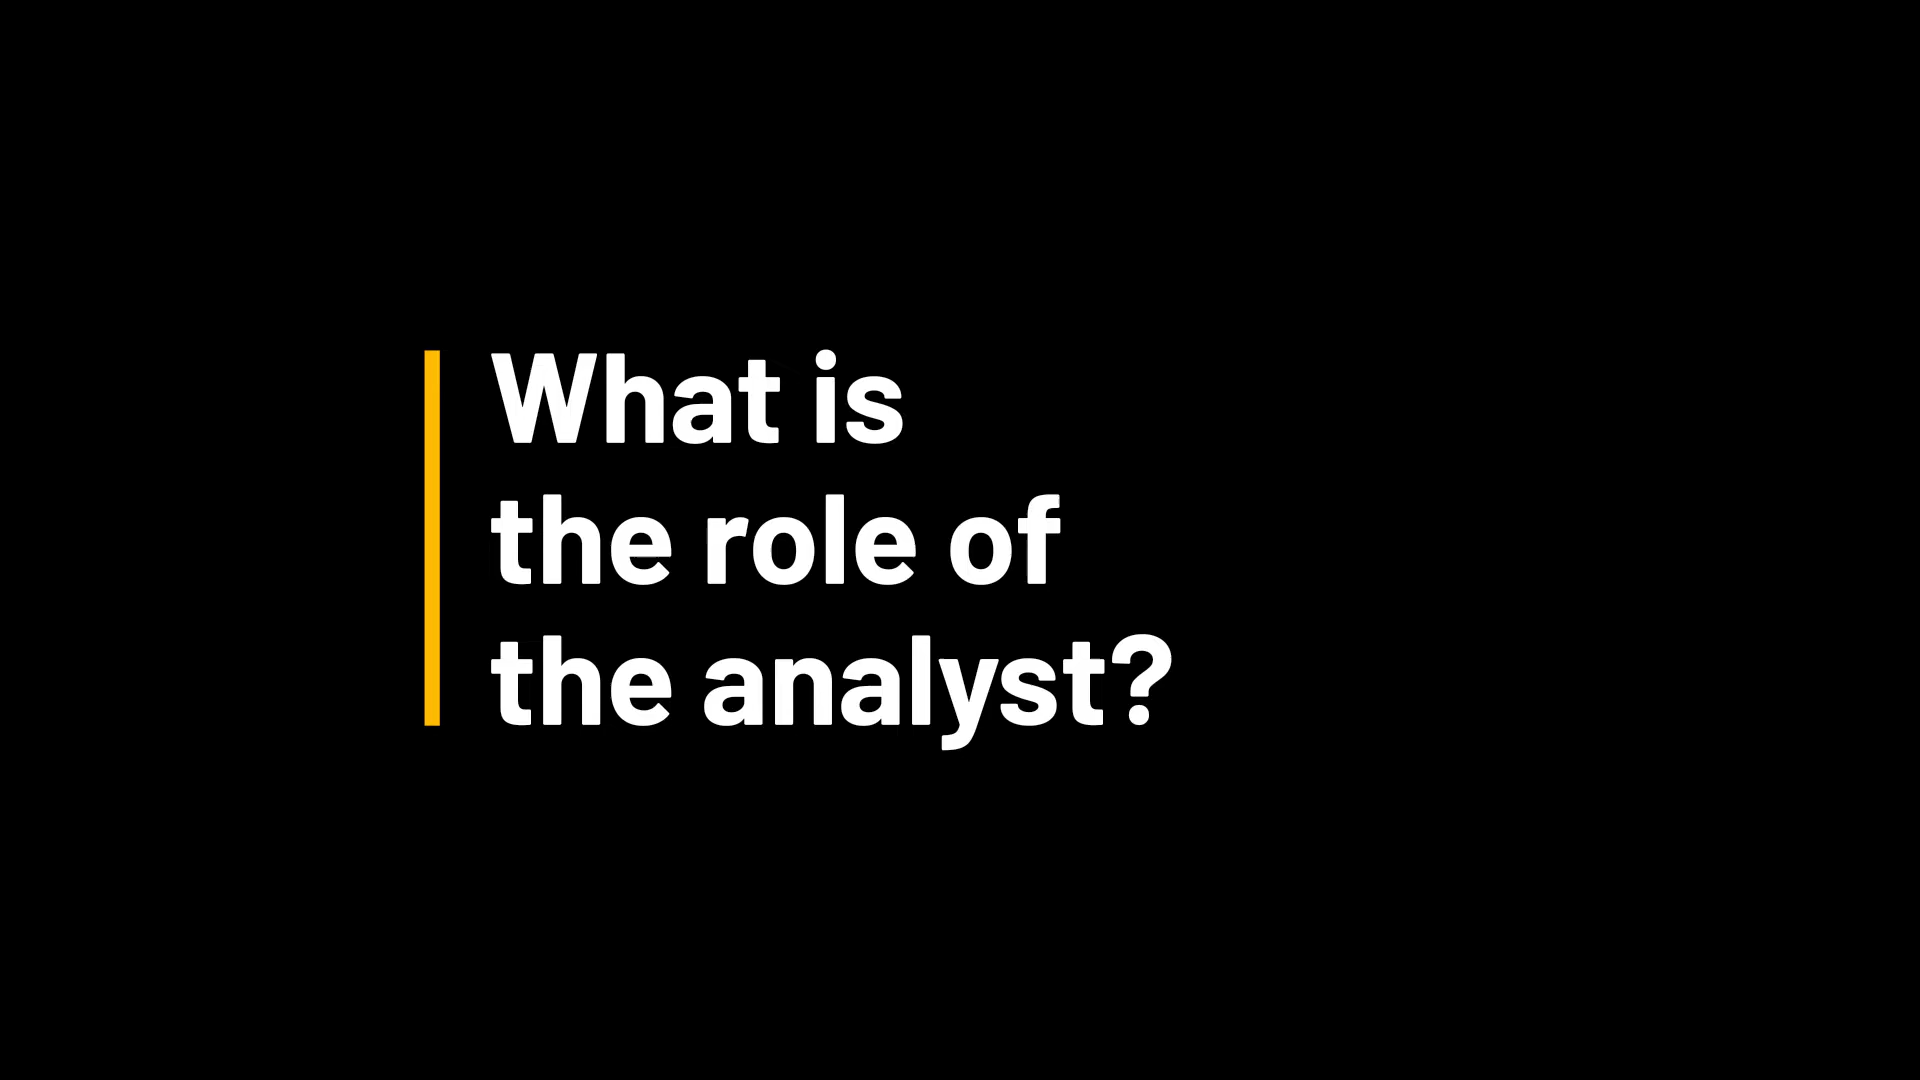 What is
the role of
the analyst?